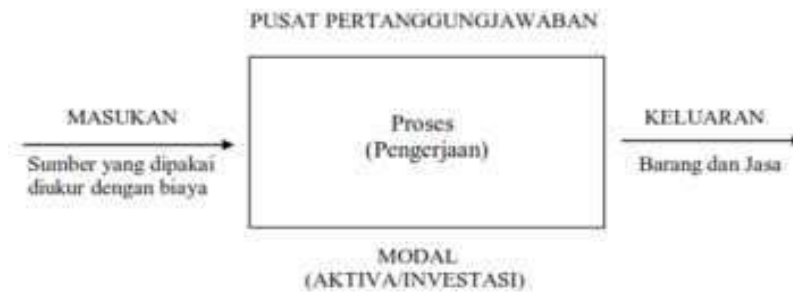 PUSAT PERTANGGUNGJAWABAN
MASUKAN
Sumber yang dipakai
diukur dengan biaya
Proses
(Pengerjaan)
KELUARAN
Barang dan Jasa
MODAL
(AKTIVA/INVESTASI)